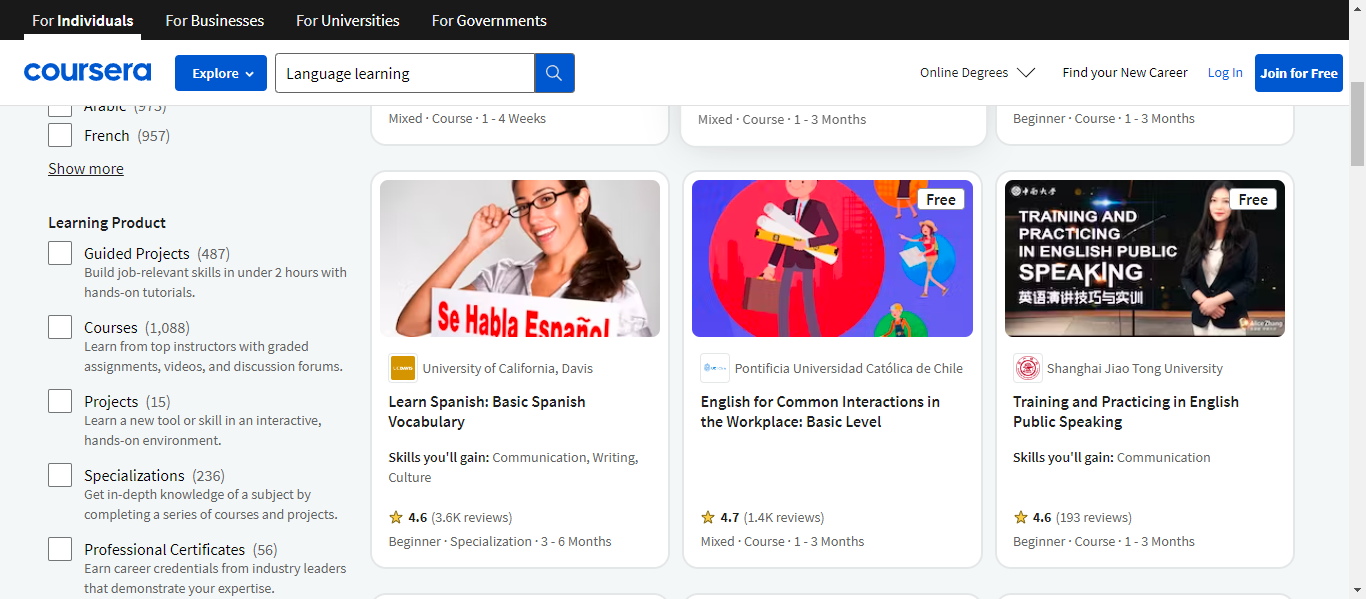 For Individuals
For Businesses
For Universities
For Governments
coursera
Explore
Language learning
Online Degrees
Find your New Career
Log In
Join for Free
Arabic (973)
French (957)
Show more
Learning Product
Guided Projects (487)
Build job-relevant skills in under 2 hours with
hands-on tutorials.
Courses (1,088)
Learn from top instructors with graded
assignments, videos, and discussion forums.
Projects (15)
Learn a new tool or skill in an interactive,
hands-on environment.
Specializations (236)
Get in-depth knowledge of a subject by
completing a series of courses and projects.
Professional Certificates (56)
Earn career credentials from industry leaders
that demonstrate your expertise.
Mixed · Course · 1 - 4 Weeks
Mixed · Course · 1 - 3 Months
Beginner · Course · 1 - 3 Months
Se Habla Español
UC DAVIS
University of California, Davis
Learn Spanish: Basic Spanish
Vocabulary
Skills you'll gain: Communication, Writing,
Culture
4.6 (3.6K reviews)
Beginner · Specialization · 3 - 6 Months
Free
Pontificia Universidad Católica de Chile
English for Common Interactions in
the Workplace: Basic Level
4.7 (1.4K reviews)
Mixed · Course · 1 - 3 Months
中南大学
Free
TRAINING AND
PRACTICING
IN ENGLISH PUBLIC
SPEAKING
英语演讲技巧与实训
Alice Zhang
Shanghai Jiao Tong University
Training and Practicing in English
Public Speaking
Skills you'll gain: Communication
4.6 (193 reviews)
Beginner · Course · 1 - 3 Months